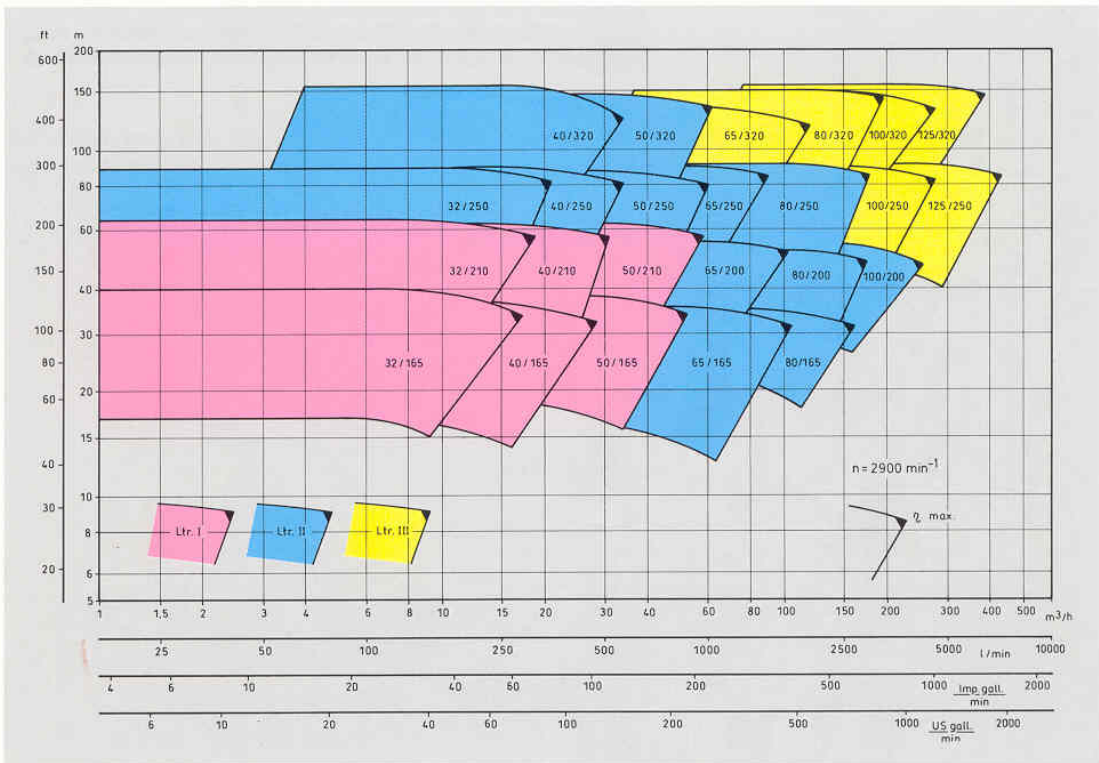 ft m
600 200
400 150
300 100
80
200 60
150 40
100 30
80 20
60 15
40 10
30 8
20 6
5
40/320 50/320 65/320 80/320 100/320 125/320
32/250 40/250 50/250 65/250 80/250 100/250 125/250
32/210 40/210 50/210 65/200 80/200 100/200
32/165 40/165 50/165 65/165 80/165
n = 2900 min⁻¹
η max.
Ltr. I Ltr. II Ltr. III
1 1,5 2 3 4 6 8 10 15 20 30 40 60 80 100 150 200 300 400 500 m³/h
25 50 100 250 500 1000 2500 5000 l/min 10000
4 6 10 20 40 60 100 200 500 1000 Imp. gall. 2000
min
6 10 20 40 60 100 200 500 1000 US gall. 2000
min